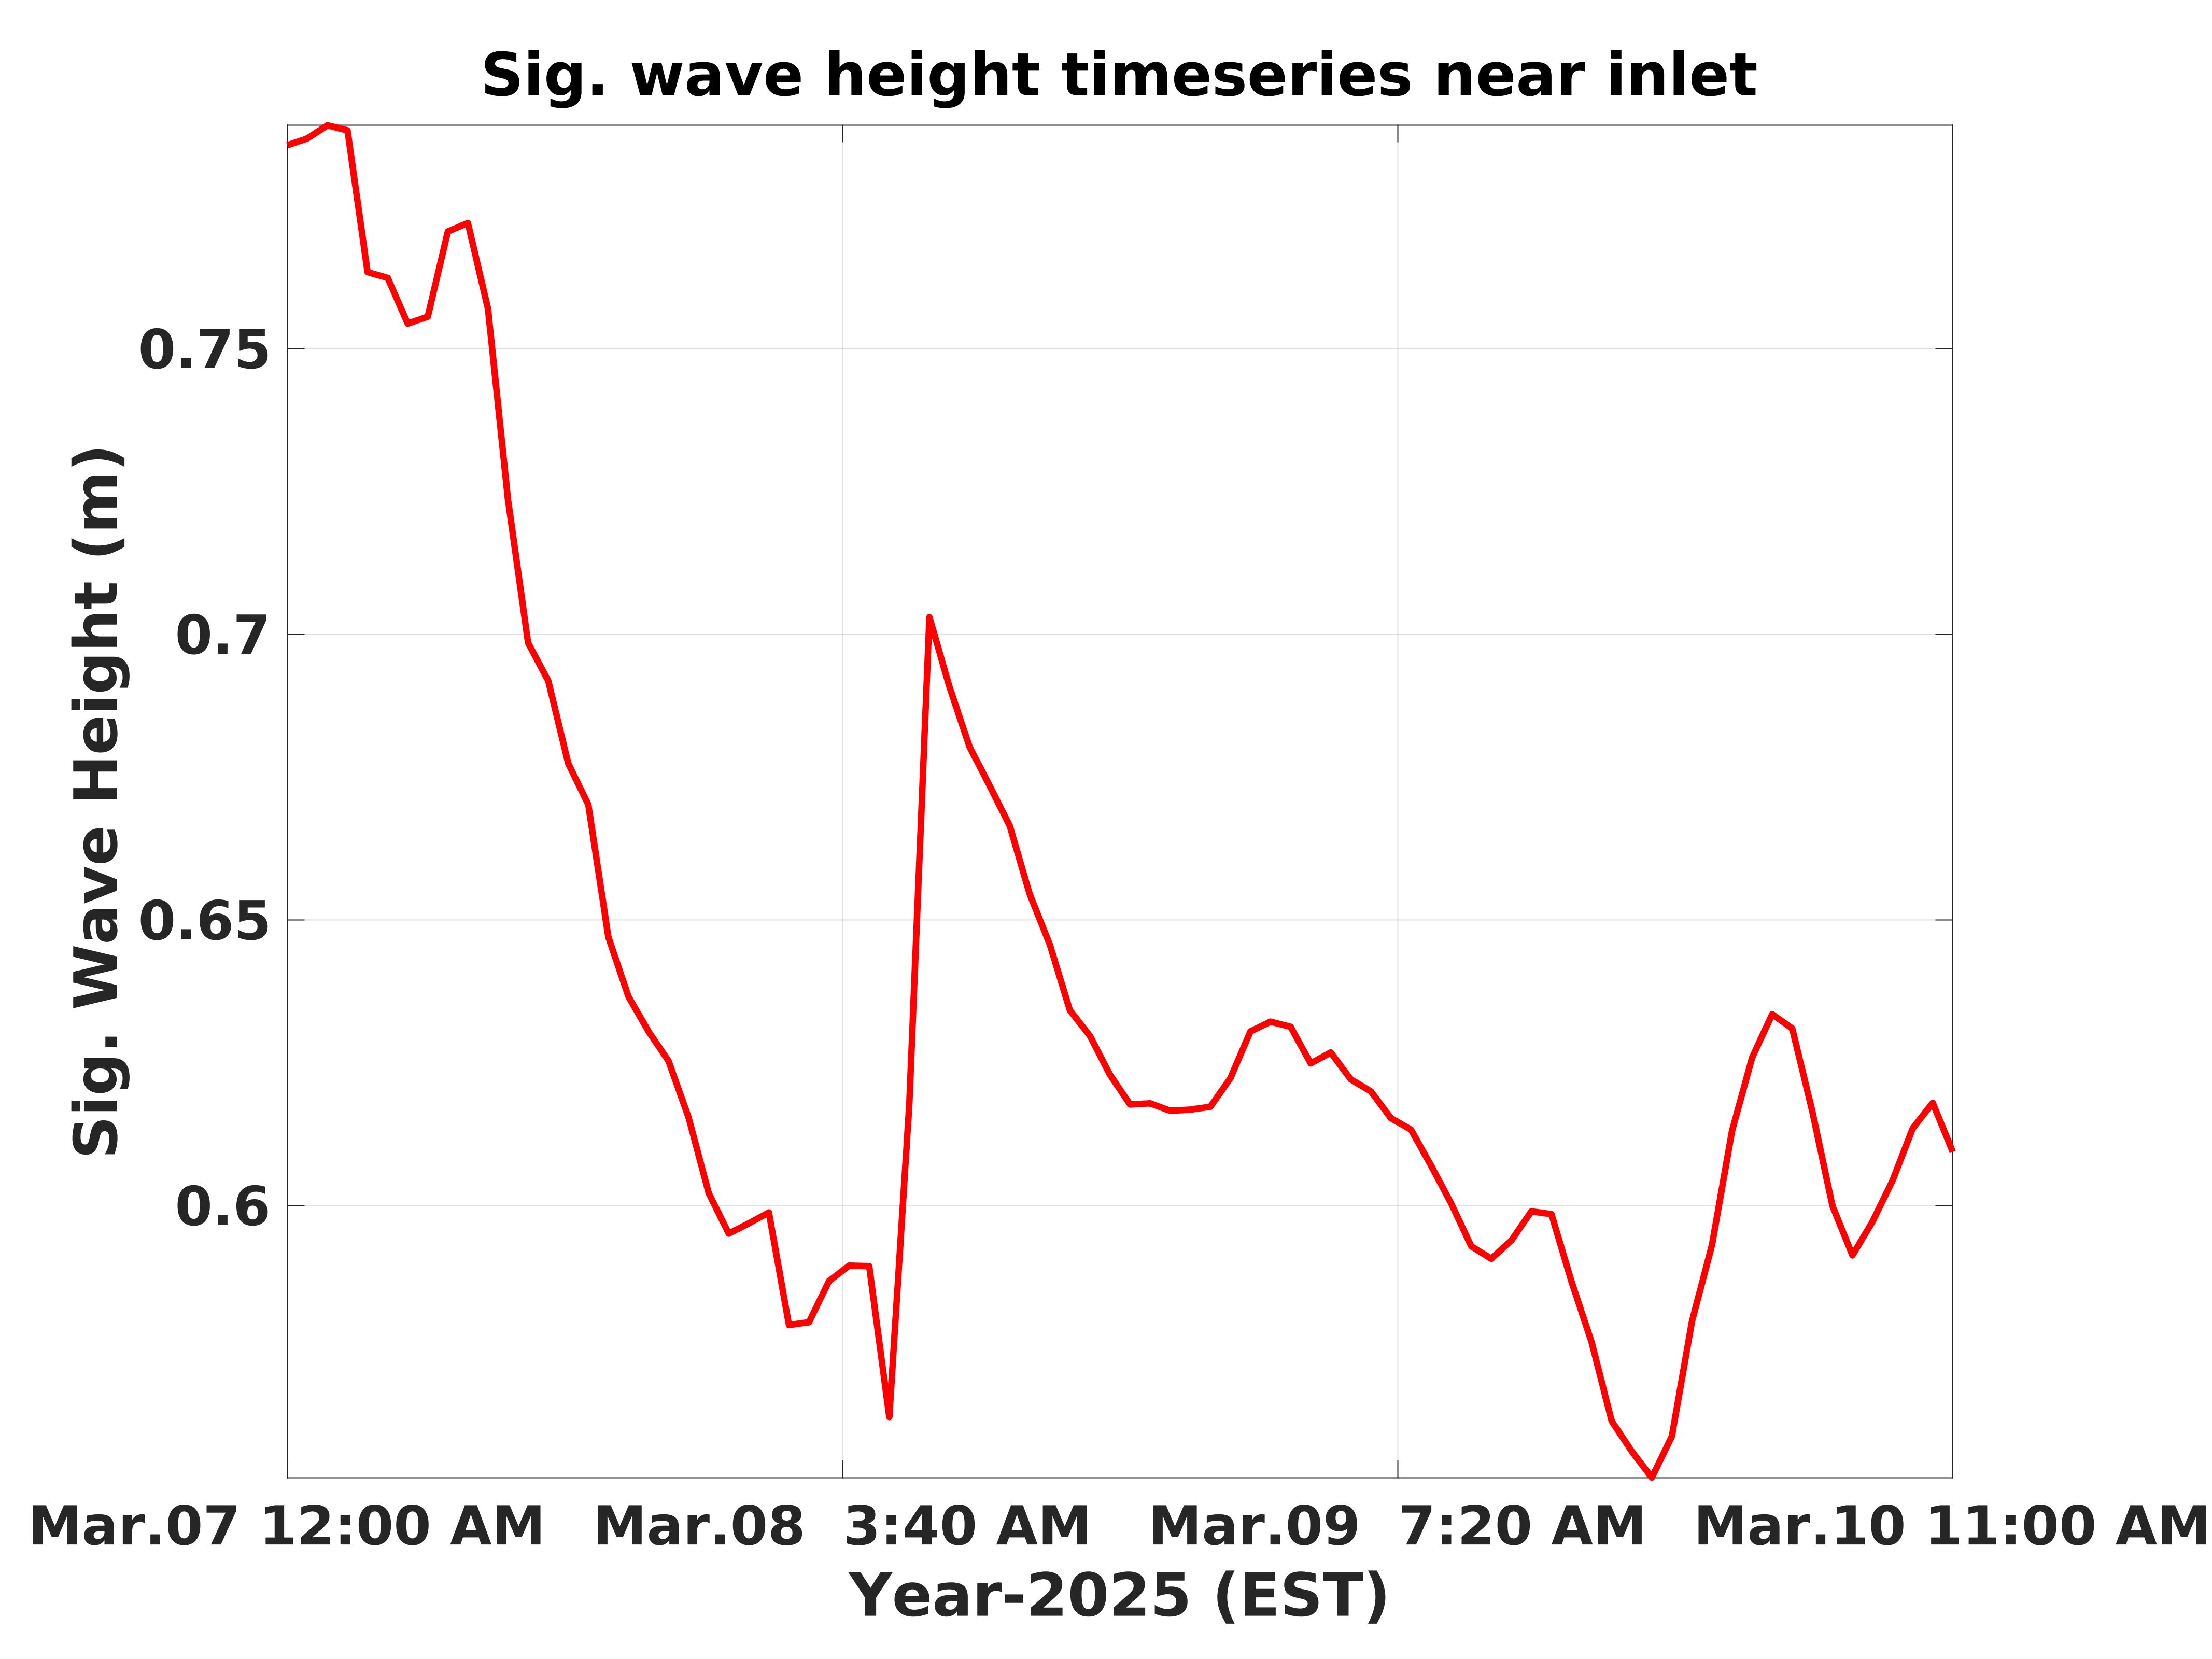 Sig. wave height timeseries near inlet
Sig. Wave Height (m)
0.75
0.7
0.65
0.6
Mar.07 12:00 AM Mar.08 3:40 AM Mar.09 7:20 AM Mar.10 11:00 AM
Year-2025 (EST)